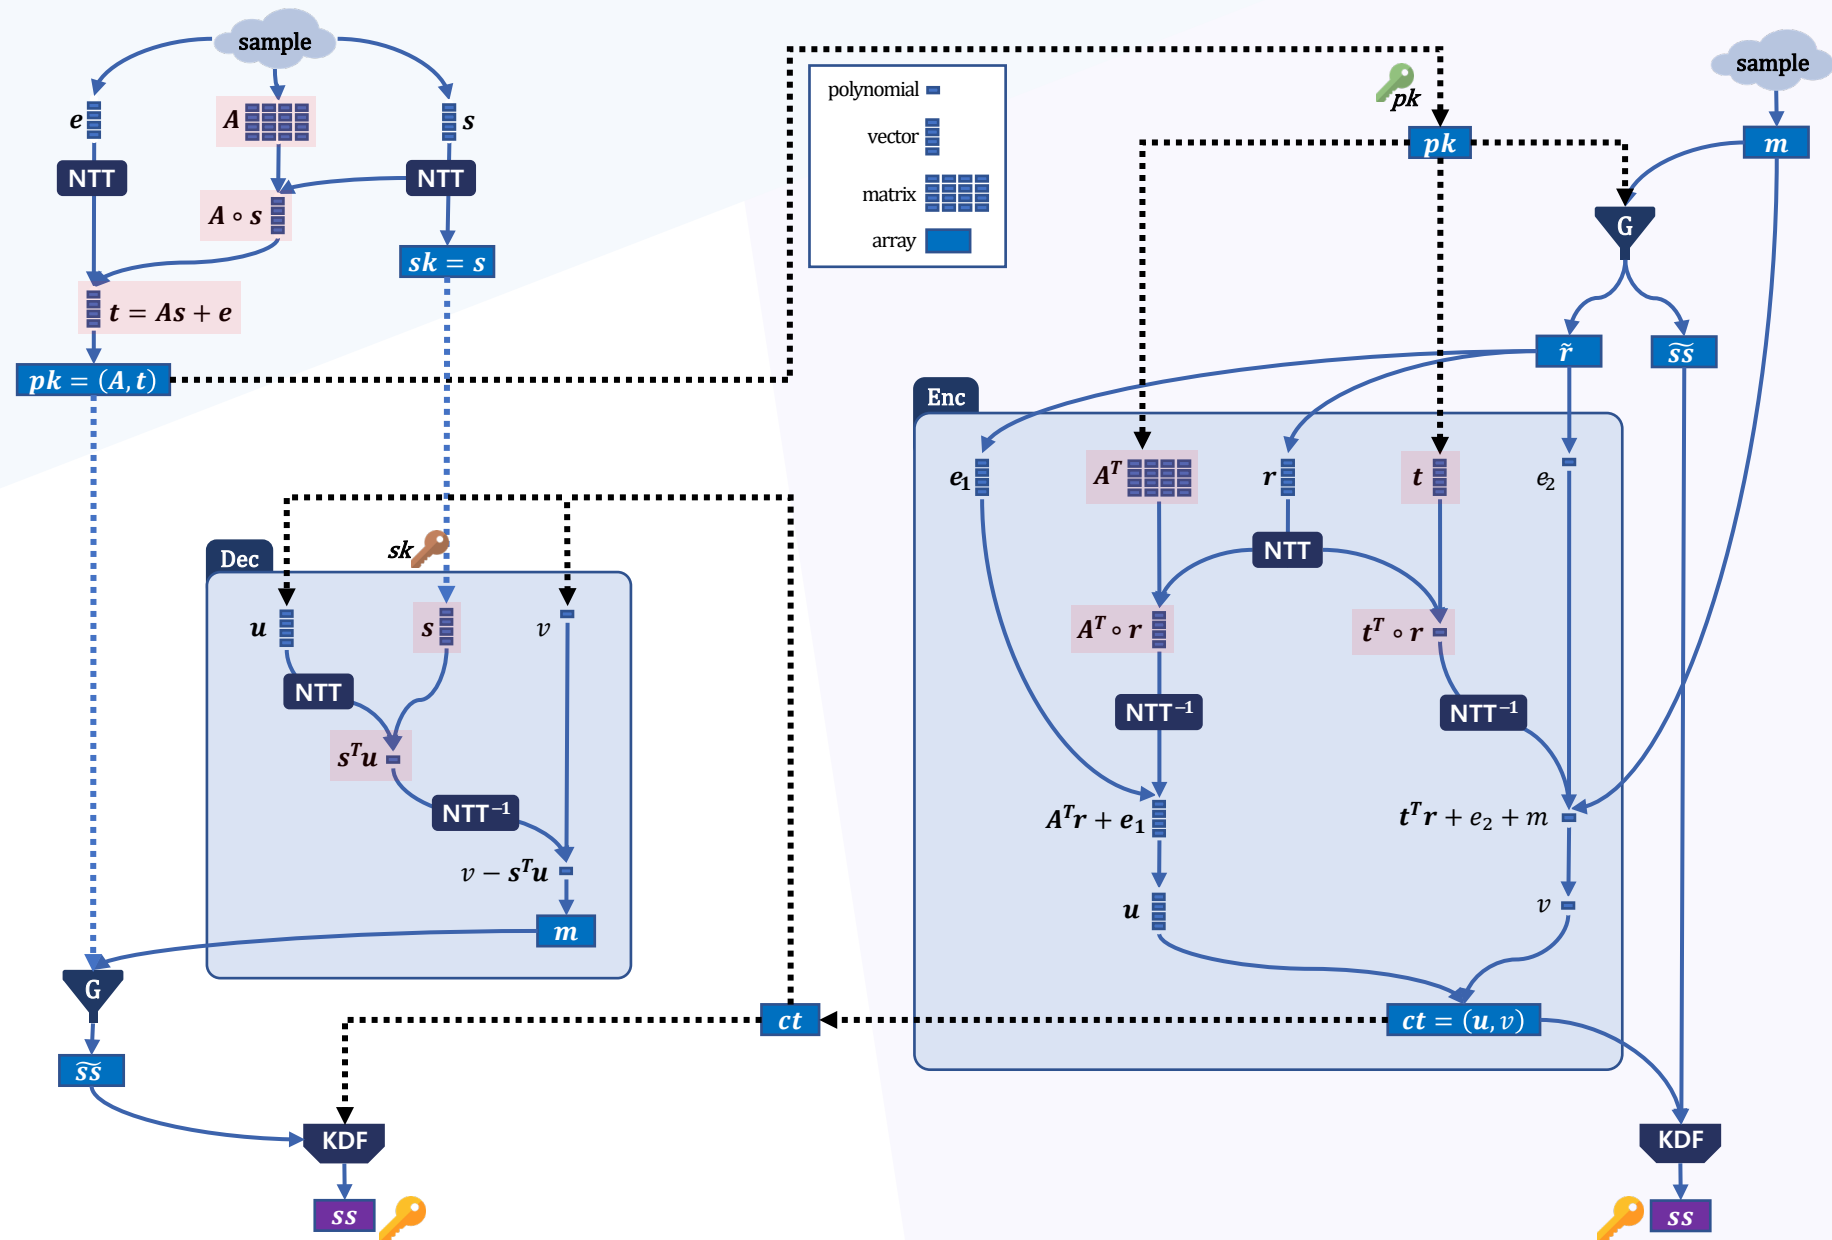 sample
e
A
s
NTT
NTT
A ∘ s
sk = s
t = As + e
pk = (A, t)
polynomial
vector
matrix
array
pk
pk
sample
m
G
r̃
s͠s
Enc
e₁
Aᵀ
r
t
e₂
NTT
Aᵀ ∘ r
tᵀ ∘ r
NTT⁻¹
NTT⁻¹
Aᵀr + e₁
tᵀr + e₂ + m
u
v
ct = (u, v)
KDF
ss
sk
Dec
u
s
v
NTT
sᵀu
NTT⁻¹
v − sᵀu
m
G
s͠s
ct
KDF
ss